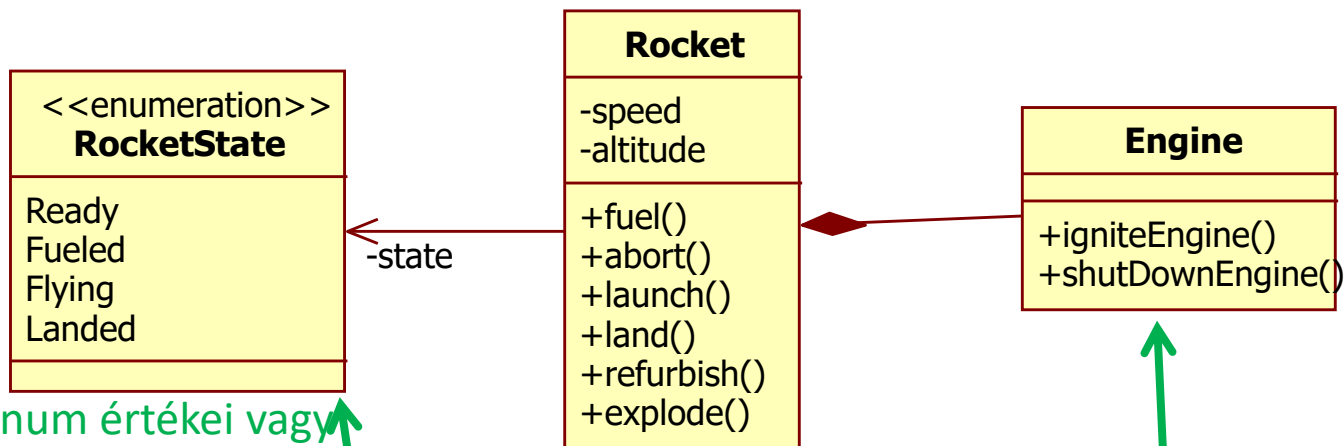 <<enumeration>>
RocketState
Ready
Fueled
Flying
Landed
-state
Rocket
-speed
-altitude
+fuel()
+abort()
+launch()
+land()
+refurbish()
+explode()
Engine
+igniteEngine()
+shutDownEngine()
num értékei vagy